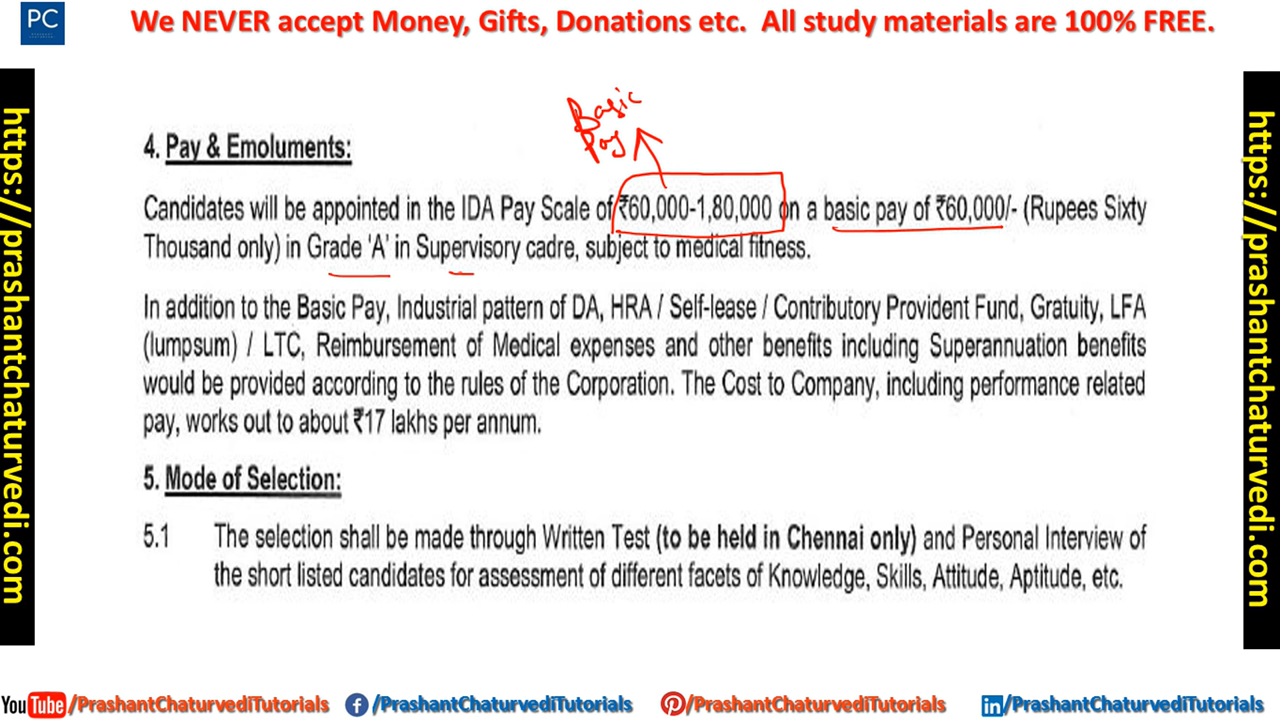 PC
PRASHANT CHATURVEDI
We NEVER accept Money, Gifts, Donations etc. All study materials are 100% FREE.
https://prashantchaturvedi.com
https://prashantchaturvedi.com
Basic
Pay
4. Pay & Emoluments:
Candidates will be appointed in the IDA Pay Scale of ₹60,000-1,80,000 on a basic pay of ₹60,000/- (Rupees Sixty
Thousand only) in Grade 'A' in Supervisory cadre, subject to medical fitness.
In addition to the Basic Pay, Industrial pattern of DA, HRA / Self-lease / Contributory Provident Fund, Gratuity, LFA
(lumpsum) / LTC, Reimbursement of Medical expenses and other benefits including Superannuation benefits
would be provided according to the rules of the Corporation. The Cost to Company, including performance related
pay, works out to about ₹17 lakhs per annum.
5. Mode of Selection:
5.1 The selection shall be made through Written Test (to be held in Chennai only) and Personal Interview of
the short listed candidates for assessment of different facets of Knowledge, Skills, Attitude, Aptitude, etc.
YouTube/PrashantChaturvediTutorials f/PrashantChaturvediTutorials /PrashantChaturvediTutorials in/PrashantChaturvediTutorials